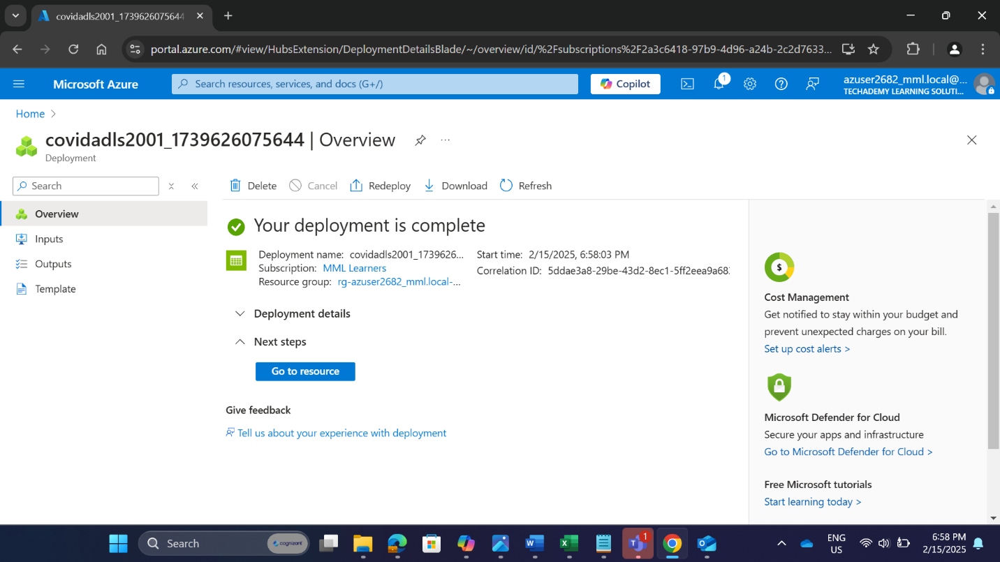 covidadls2001_1739626075644
portal.azure.com/#view/HubsExtension/DeploymentDetailsBlade/~/overview/id/%2Fsubscriptions%2F2a3c6418-97b9-4d96-a24b-2c2d7633...
Microsoft Azure
Search resources, services, and docs (G+/)
Copilot
1
azuser2682_mml.local@...
TECHADEMY LEARNING SOLUTI...
Home
covidadls2001_1739626075644 | Overview
...
Deployment
Search
Delete
Cancel
Redeploy
Download
Refresh
Overview
Inputs
Outputs
Template
Your deployment is complete
Deployment name: covidadls2001_1739626...
Subscription: MML Learners
Resource group: rg-azuser2682_mml.local-...
Start time: 2/15/2025, 6:58:03 PM
Correlation ID: 5ddae3a8-29be-43d2-8ec1-5ff2eea9a68
Deployment details
Next steps
Go to resource
Give feedback
Tell us about your experience with deployment
$
Cost Management
Get notified to stay within your budget and
prevent unexpected charges on your bill.
Set up cost alerts >
Microsoft Defender for Cloud
Secure your apps and infrastructure
Go to Microsoft Defender for Cloud >
Free Microsoft tutorials
Start learning today >
Search
cognizant
1
ENG
US
6:58 PM
2/15/2025